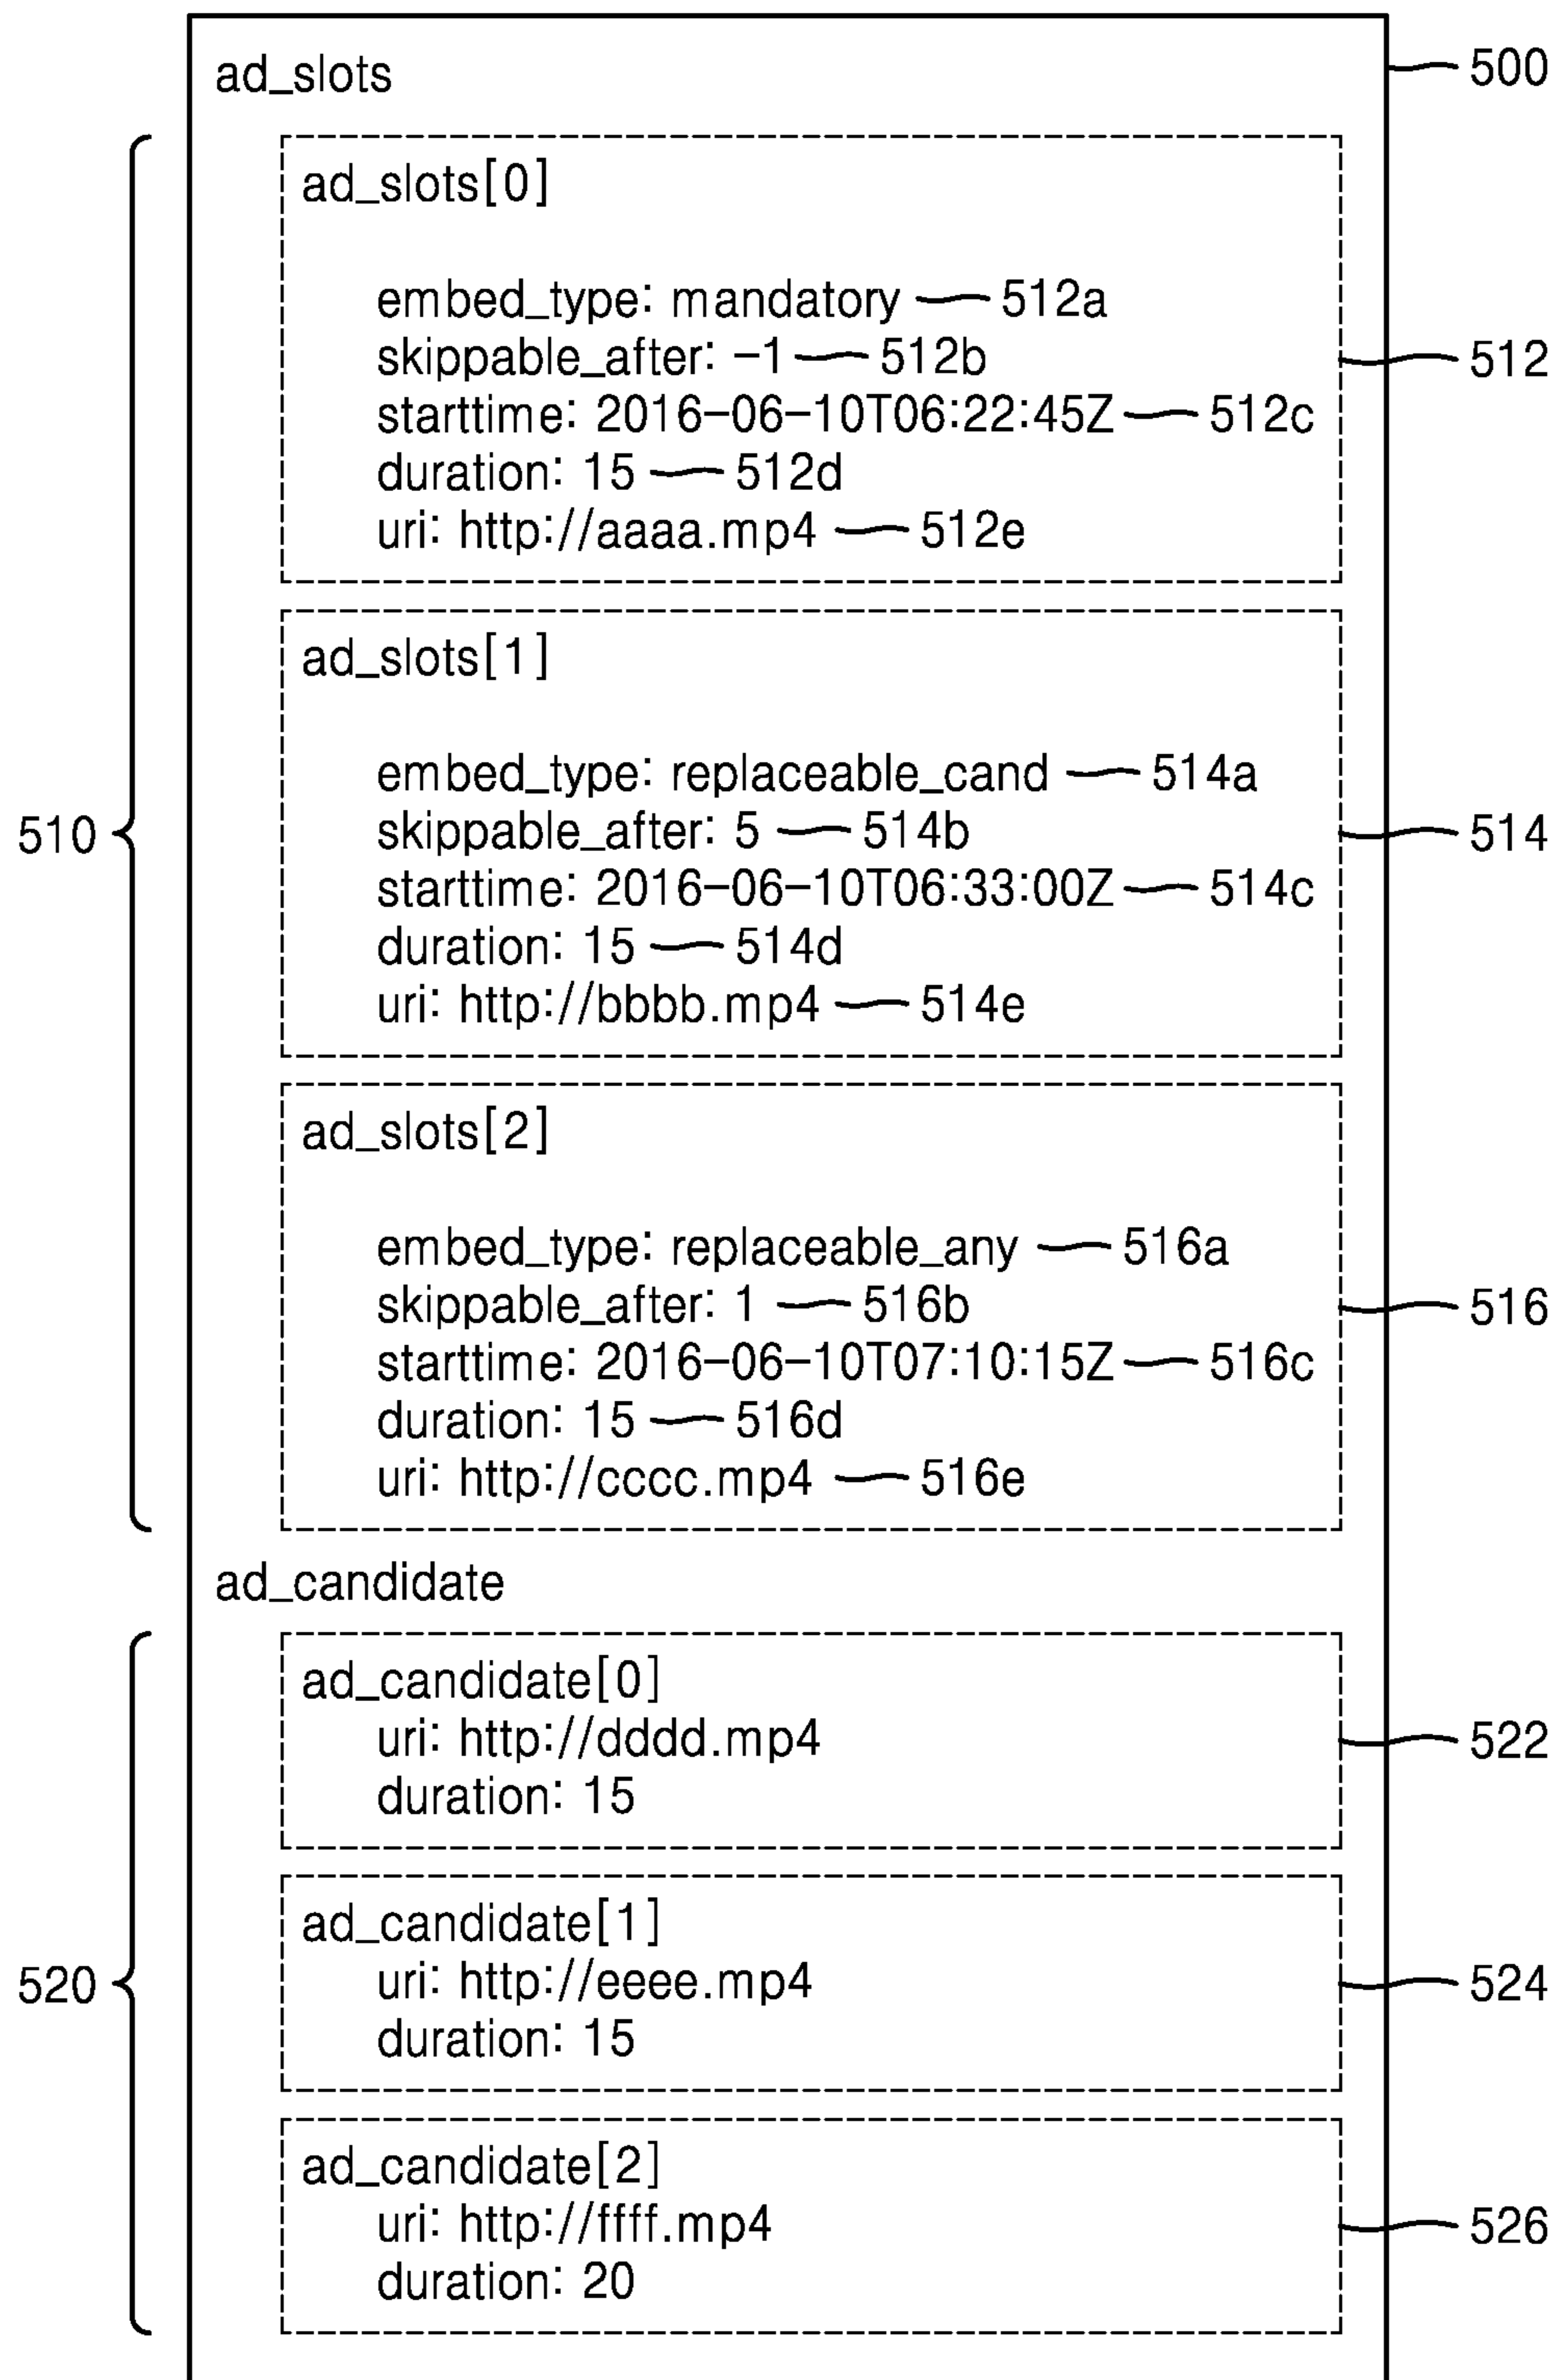 ad_slots 500
ad_slots[0]
embed_type: mandatory 512a
skippable_after: -1 512b
512
starttime: 2016-06-10T06:22:45Z 512c
duration: 15 512d
uri: http://aaaa.mp4 512e
ad_slots[1]
embed_type: replaceable_cand 514a
510
skippable_after: 5 514b
514
starttime: 2016-06-10T06:33:00Z 514c
duration: 15 514d
uri: http://bbbb.mp4 514e
ad_slots[2]
embed_type: replaceable_any 516a
skippable_after: 1 516b
516
starttime: 2016-06-10T07:10:15Z 516c
duration: 15 516d
uri: http://cccc.mp4 516e
ad_candidate
ad_candidate[0]
uri: http://dddd.mp4
522
duration: 15
ad_candidate[1]
520
uri: http://eeee.mp4
524
duration: 15
ad_candidate[2]
uri: http://ffff.mp4
526
duration: 20